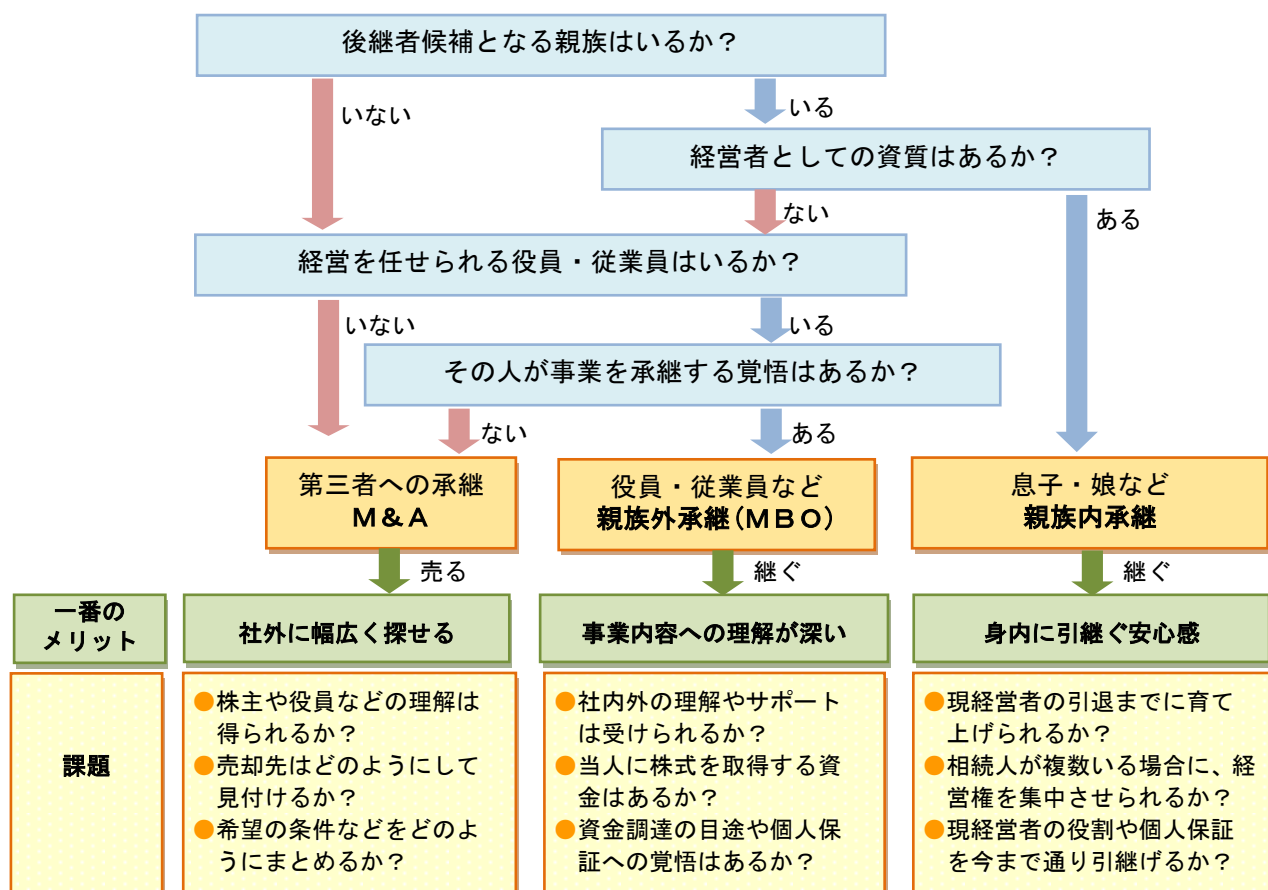 後継者候補となる親族はいるか？
いない
いる
経営者としての資質はあるか？
ない
ある
経営を任せられる役員・従業員はいるか？
いない
いる
その人が事業を承継する覚悟はあるか？
ない
ある
第三者への承継
Ｍ＆Ａ
役員・従業員など
親族外承継(ＭＢＯ)
息子・娘など
親族内承継
売る
継ぐ
継ぐ
一番の
メリット
社外に幅広く探せる
事業内容への理解が深い
身内に引継ぐ安心感
課題
●株主や役員などの理解は
得られるか？
●売却先はどのようにして
見付けるか？
●希望の条件などをどのよ
うにまとめるか？
●社内外の理解やサポート
は受けられるか？
●当人に株式を取得する資
金はあるか？
●資金調達の目途や個人保
証への覚悟はあるか？
●現経営者の引退までに育て
上げられるか？
●相続人が複数いる場合に、経
営権を集中させられるか？
●現経営者の役割や個人保証
を今まで通り引継げるか？